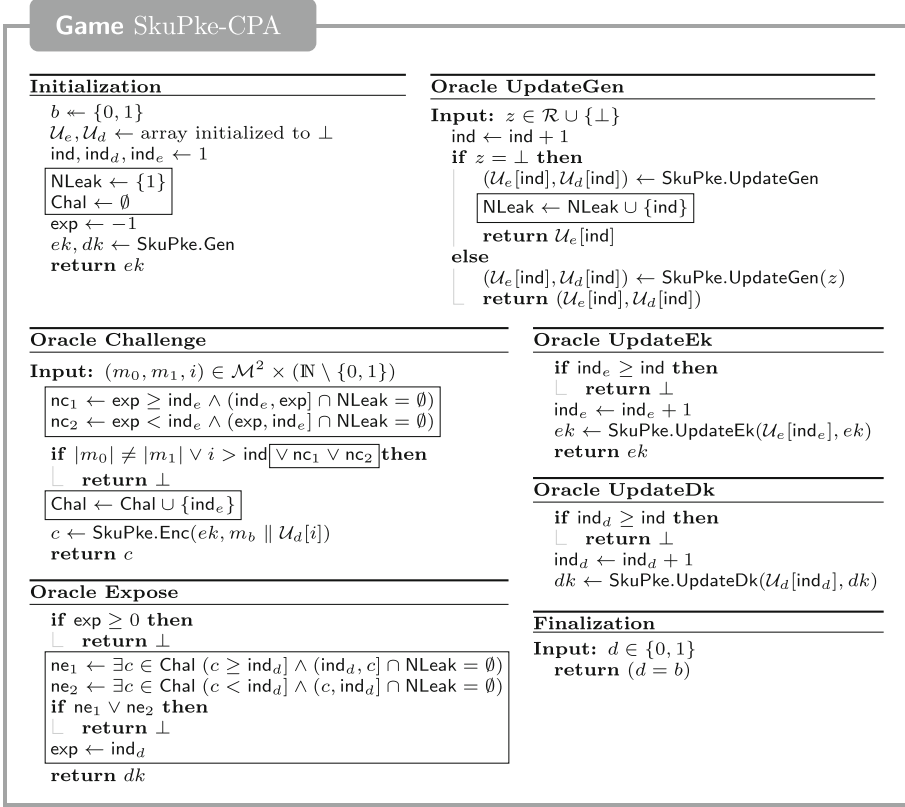 Game SkuPke-CPA
Initialization
b ↞ {0, 1}
𝒰e, 𝒰d ← array initialized to ⊥
ind, indd, inde ← 1
NLeak ← {1}
Chal ← ∅
exp ← −1
ek, dk ← SkuPke.Gen
return ek
Oracle UpdateGen
Input: z ∈ ℛ ∪ {⊥}
ind ← ind + 1
if z = ⊥ then
(𝒰e[ind], 𝒰d[ind]) ← SkuPke.UpdateGen
NLeak ← NLeak ∪ {ind}
return 𝒰e[ind]
else
(𝒰e[ind], 𝒰d[ind]) ← SkuPke.UpdateGen(z)
return (𝒰e[ind], 𝒰d[ind])
Oracle Challenge
Input: (m0, m1, i) ∈ ℳ² × (ℕ \ {0, 1})
nc1 ← exp ≥ inde ∧ (inde, exp] ∩ NLeak = ∅)
nc2 ← exp < inde ∧ (exp, inde] ∩ NLeak = ∅)
if |m0| ≠ |m1| ∨ i > ind ∨ nc1 ∨ nc2 then
return ⊥
Chal ← Chal ∪ {inde}
c ← SkuPke.Enc(ek, mb ∥ 𝒰d[i])
return c
Oracle Expose
if exp ≥ 0 then
return ⊥
ne1 ← ∃c ∈ Chal (c ≥ indd] ∧ (indd, c] ∩ NLeak = ∅)
ne2 ← ∃c ∈ Chal (c < indd] ∧ (c, indd] ∩ NLeak = ∅)
if ne1 ∨ ne2 then
return ⊥
exp ← indd
return dk
Oracle UpdateEk
if inde ≥ ind then
return ⊥
inde ← inde + 1
ek ← SkuPke.UpdateEk(𝒰e[inde], ek)
return ek
Oracle UpdateDk
if indd ≥ ind then
return ⊥
indd ← indd + 1
dk ← SkuPke.UpdateDk(𝒰d[indd], dk)
Finalization
Input: d ∈ {0, 1}
return (d = b)